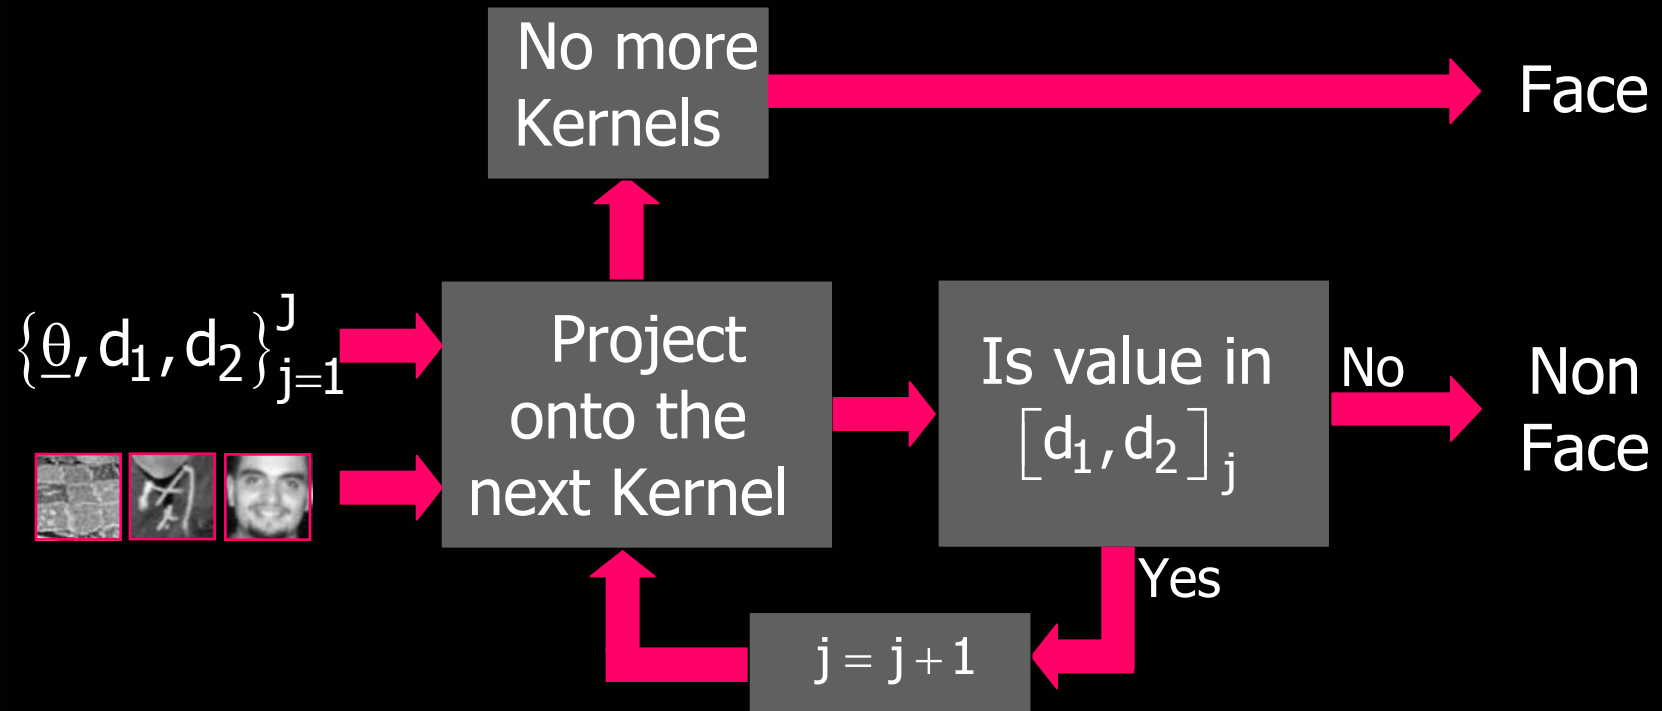 No more
Kernels
Face
{θ, d₁, d₂}ᴶⱼ₌₁
Project
onto the
next Kernel
Is value in
[d₁, d₂]ⱼ
No
Non
Face
Yes
j = j + 1